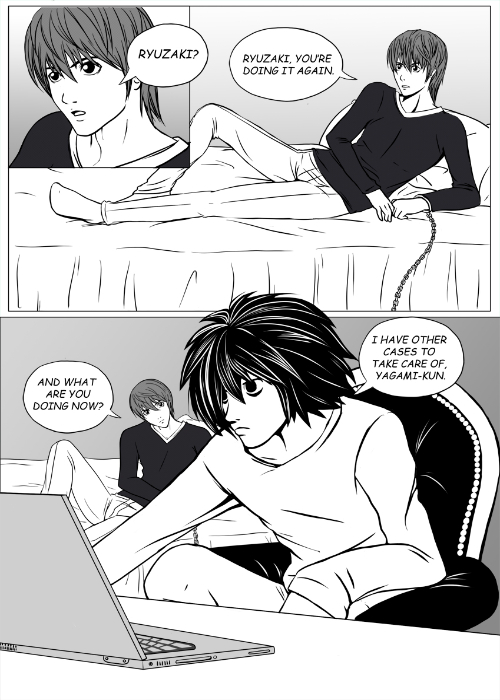 RYUZAKI?
RYUZAKI, YOU'RE
DOING IT AGAIN.
AND WHAT
ARE YOU
DOING NOW?
I HAVE OTHER
CASES TO
TAKE CARE OF,
YAGAMI-KUN.